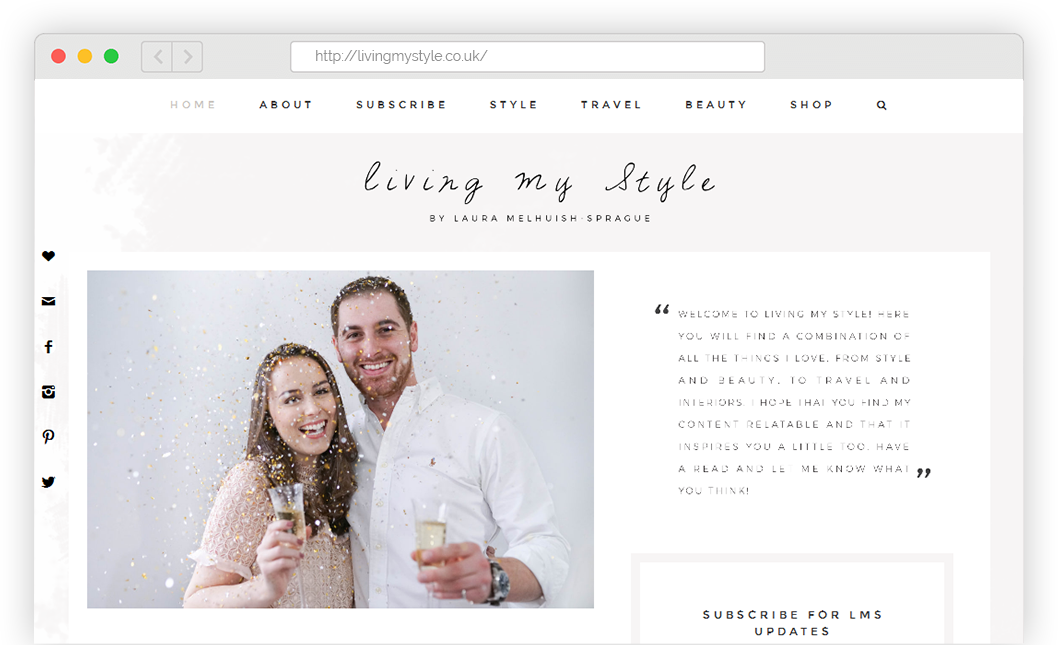 http://livingmystyle.co.uk/
HOME ABOUT SUBSCRIBE STYLE TRAVEL BEAUTY SHOP
living my Style
BY LAURA MELHUISH-SPRAGUE
“ WELCOME TO LIVING MY STYLE! HERE
YOU WILL FIND A COMBINATION OF
ALL THE THINGS I LOVE, FROM STYLE
AND BEAUTY, TO TRAVEL AND
INTERIORS. I HOPE THAT YOU FIND MY
CONTENT RELATABLE AND THAT IT
INSPIRES YOU A LITTLE TOO. HAVE
A READ AND LET ME KNOW WHAT ”
YOU THINK!
SUBSCRIBE FOR LMS
UPDATES